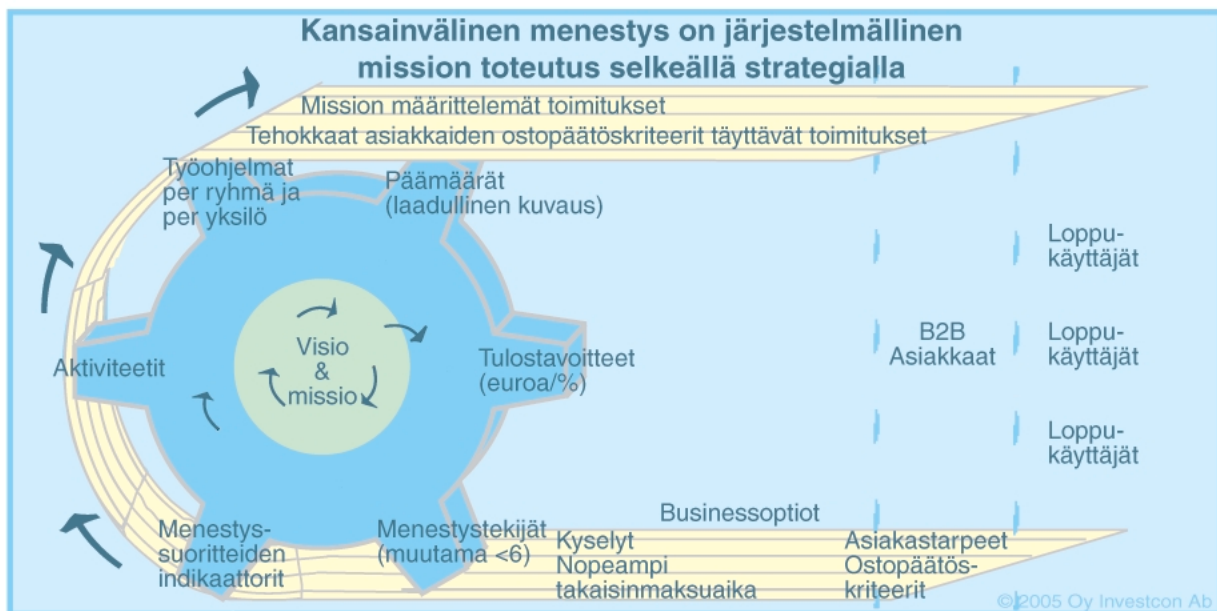 Kansainvälinen menestys on järjestelmällinen
mission toteutus selkeällä strategialla
Mission määrittelemät toimitukset
Tehokkaat asiakkaiden ostopäätöskriteerit täyttävät toimitukset
Työohjelmat
per ryhmä ja
per yksilö
Päämäärät
(laadullinen kuvaus)
Loppu-
käyttäjät
Aktiviteetit
Visio
&
missio
Tulostavoitteet
(euroa/%)
B2B
Asiakkaat
Loppu-
käyttäjät
Loppu-
käyttäjät
Menestys-
suoritteiden
indikaattorit
Menestystekijät
(muutama <6)
Businessoptiot
Kyselyt
Nopeampi
takaisinmaksuaika
Asiakastarpeet
Ostopäätös-
kriteerit
© 2005 Oy Investcon Ab